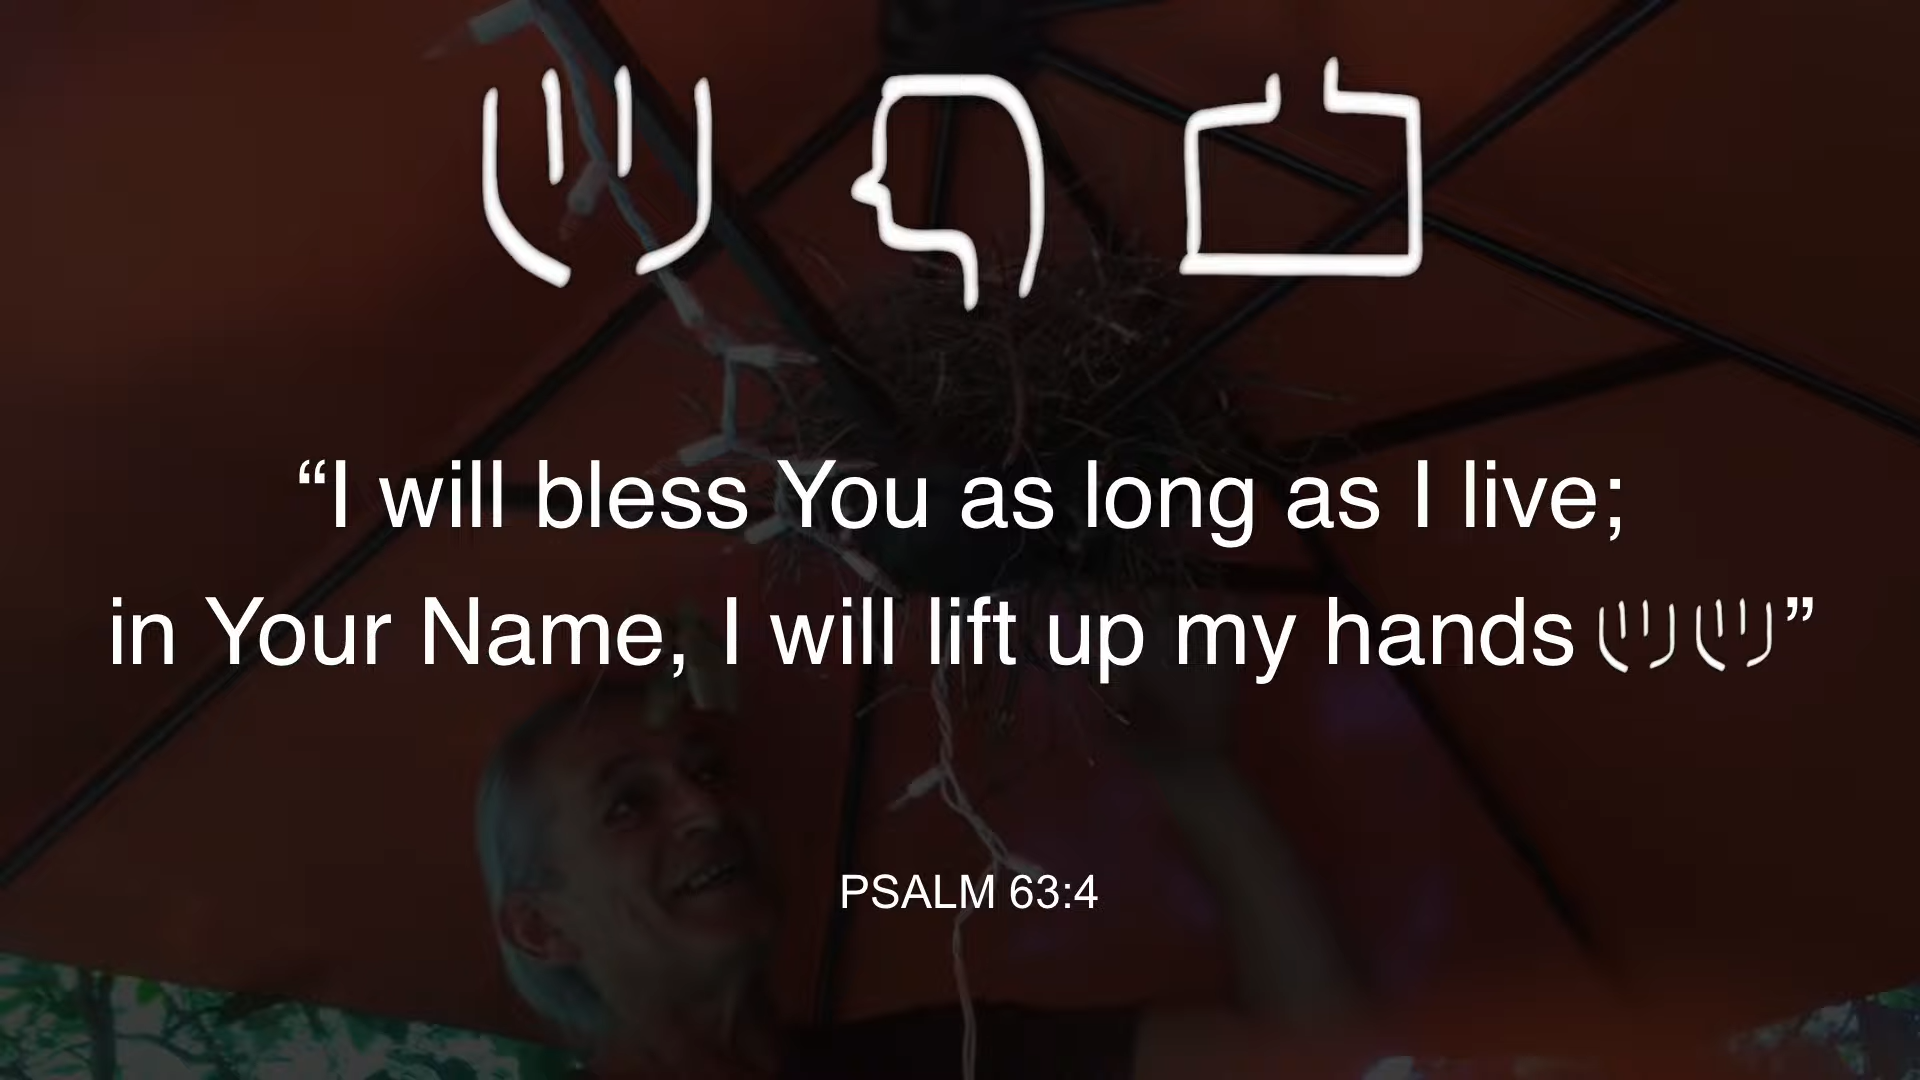 “I will bless You as long as I live;
in Your Name, I will lift up my hands ”
PSALM 63:4